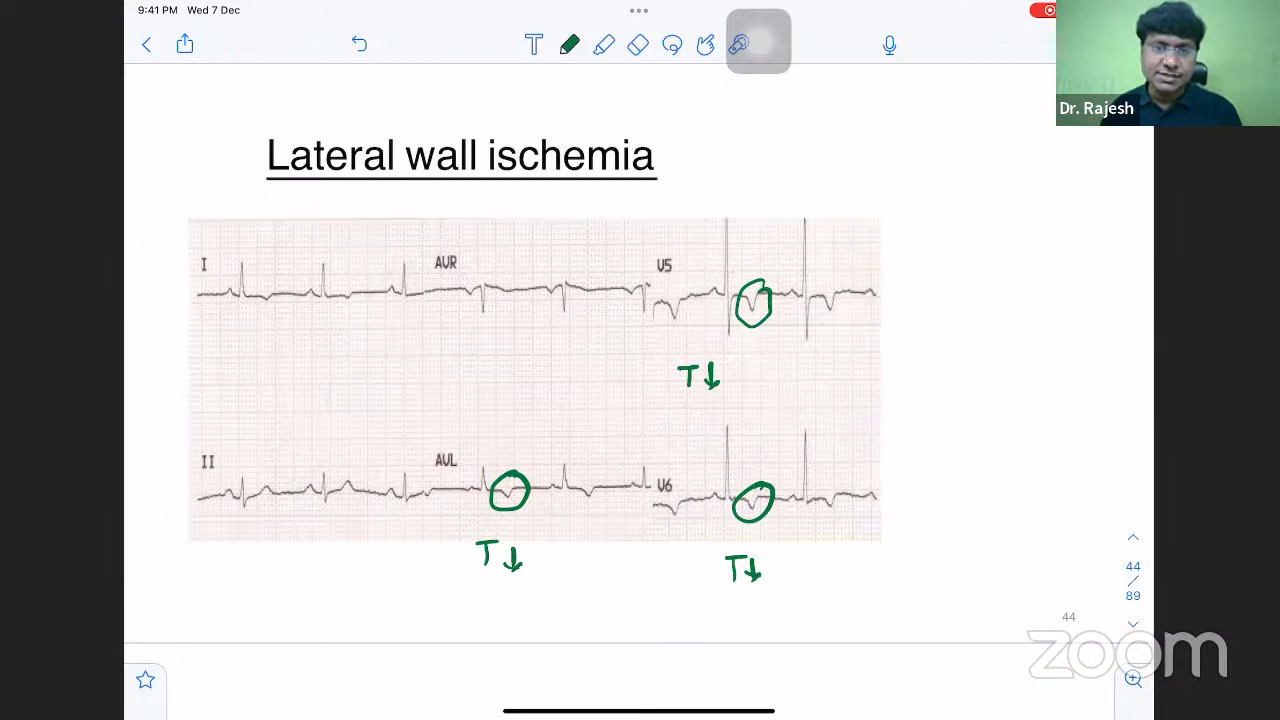 9:41 PM Wed 7 Dec
T
Dr. Rajesh
Lateral wall ischemia
I
AVR
V5
T↓
II
AVL
V6
T↓
T↓
44
/
89
44
zoom